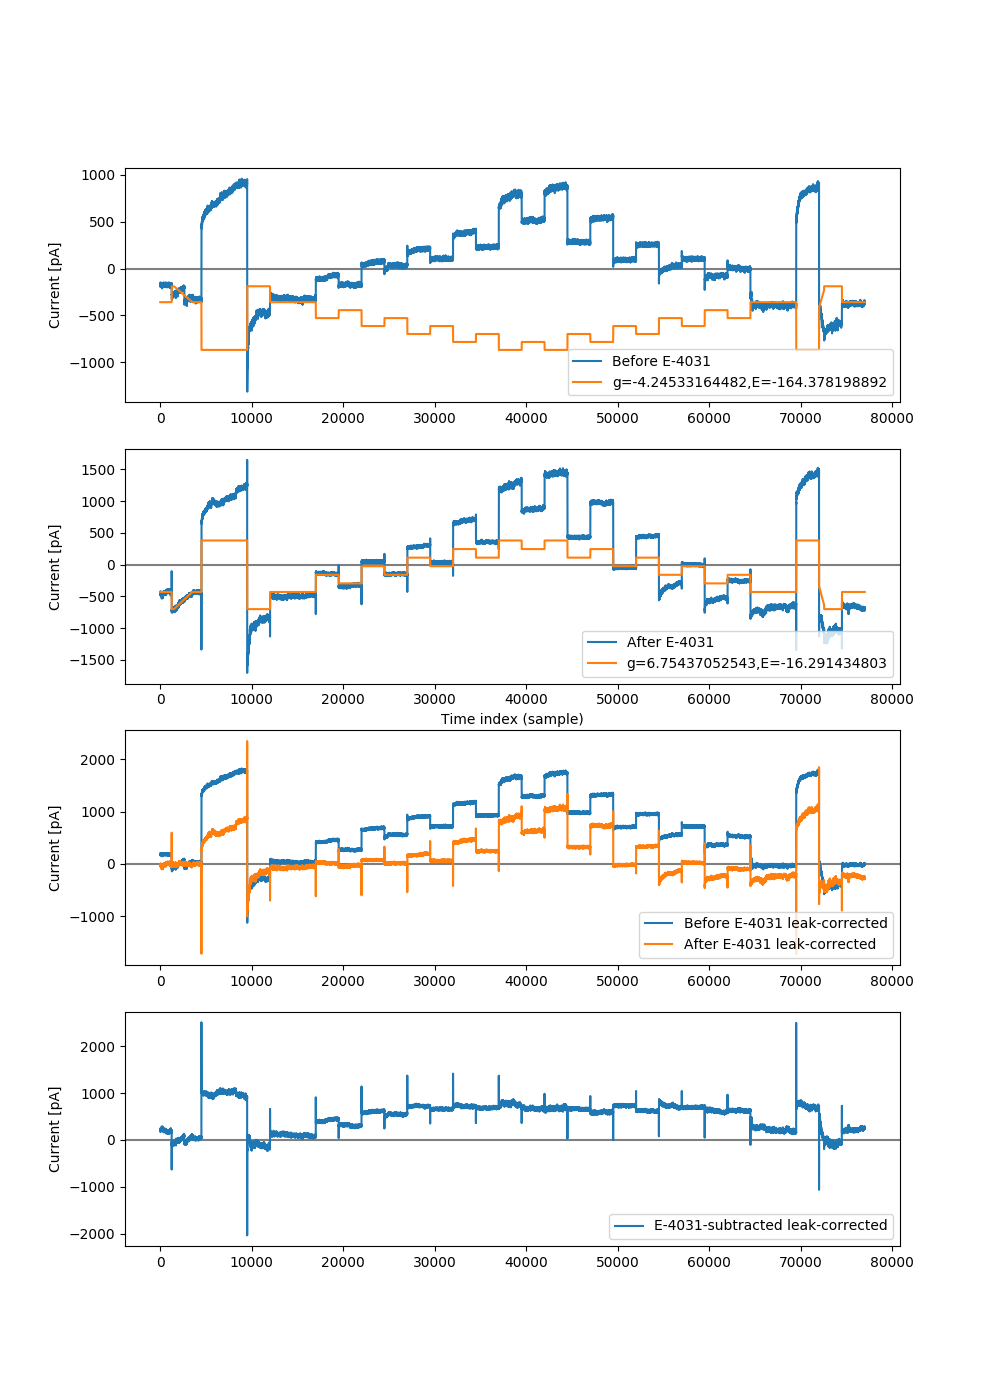 1000
500
0
−500
−1000
Current [pA]
Before E-4031
g=-4.24533164482,E=-164.378198892
0 10000 20000 30000 40000 50000 60000 70000 80000
1500
1000
500
0
−500
−1000
−1500
Current [pA]
After E-4031
g=6.75437052543,E=-16.291434803
0 10000 20000 30000 40000 50000 60000 70000 80000
Time index (sample)
2000
1000
0
−1000
Current [pA]
Before E-4031 leak-corrected
After E-4031 leak-corrected
0 10000 20000 30000 40000 50000 60000 70000 80000
2000
1000
0
−1000
−2000
Current [pA]
E-4031-subtracted leak-corrected
0 10000 20000 30000 40000 50000 60000 70000 80000